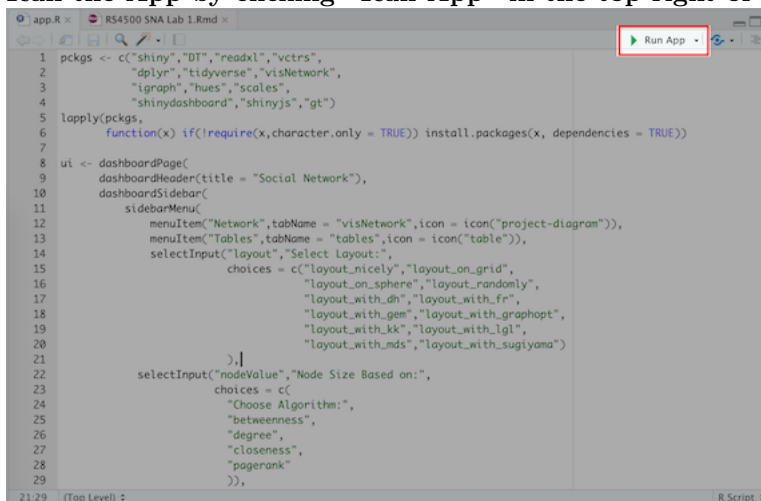 Run the App by clicking "Run App" in the top right of
app.R × RS4500 SNA Lab 1.Rmd ×
Run App
1 pckgs <- c("shiny","DT","readxl","vctrs",
2 "dplyr","tidyverse","visNetwork",
3 "igraph","hues","scales",
4 "shinydashboard","shinyjs","gt")
5 lapply(pckgs,
6 function(x) if(!require(x,character.only = TRUE)) install.packages(x, dependencies = TRUE))
7
8 ui <- dashboardPage(
9 dashboardHeader(title = "Social Network"),
10 dashboardSidebar(
11 sidebarMenu(
12 menuItem("Network",tabName = "visNetwork",icon = icon("project-diagram")),
13 menuItem("Tables",tabName = "tables",icon = icon("table")),
14 selectInput("layout","Select Layout:",
15 choices = c("layout_nicely","layout_on_grid",
16 "layout_on_sphere","layout_randomly",
17 "layout_with_dh","layout_with_fr",
18 "layout_with_gem","layout_with_graphopt",
19 "layout_with_kk","layout_with_lgl",
20 "layout_with_mds","layout_with_sugiyama")
21 ),
22 selectInput("nodeValue","Node Size Based on:",
23 choices = c(
24 "Choose Algorithm:",
25 "betweenness",
26 "degree",
27 "closeness",
28 "pagerank"
29 )),
21:29 (Top Level) R Script